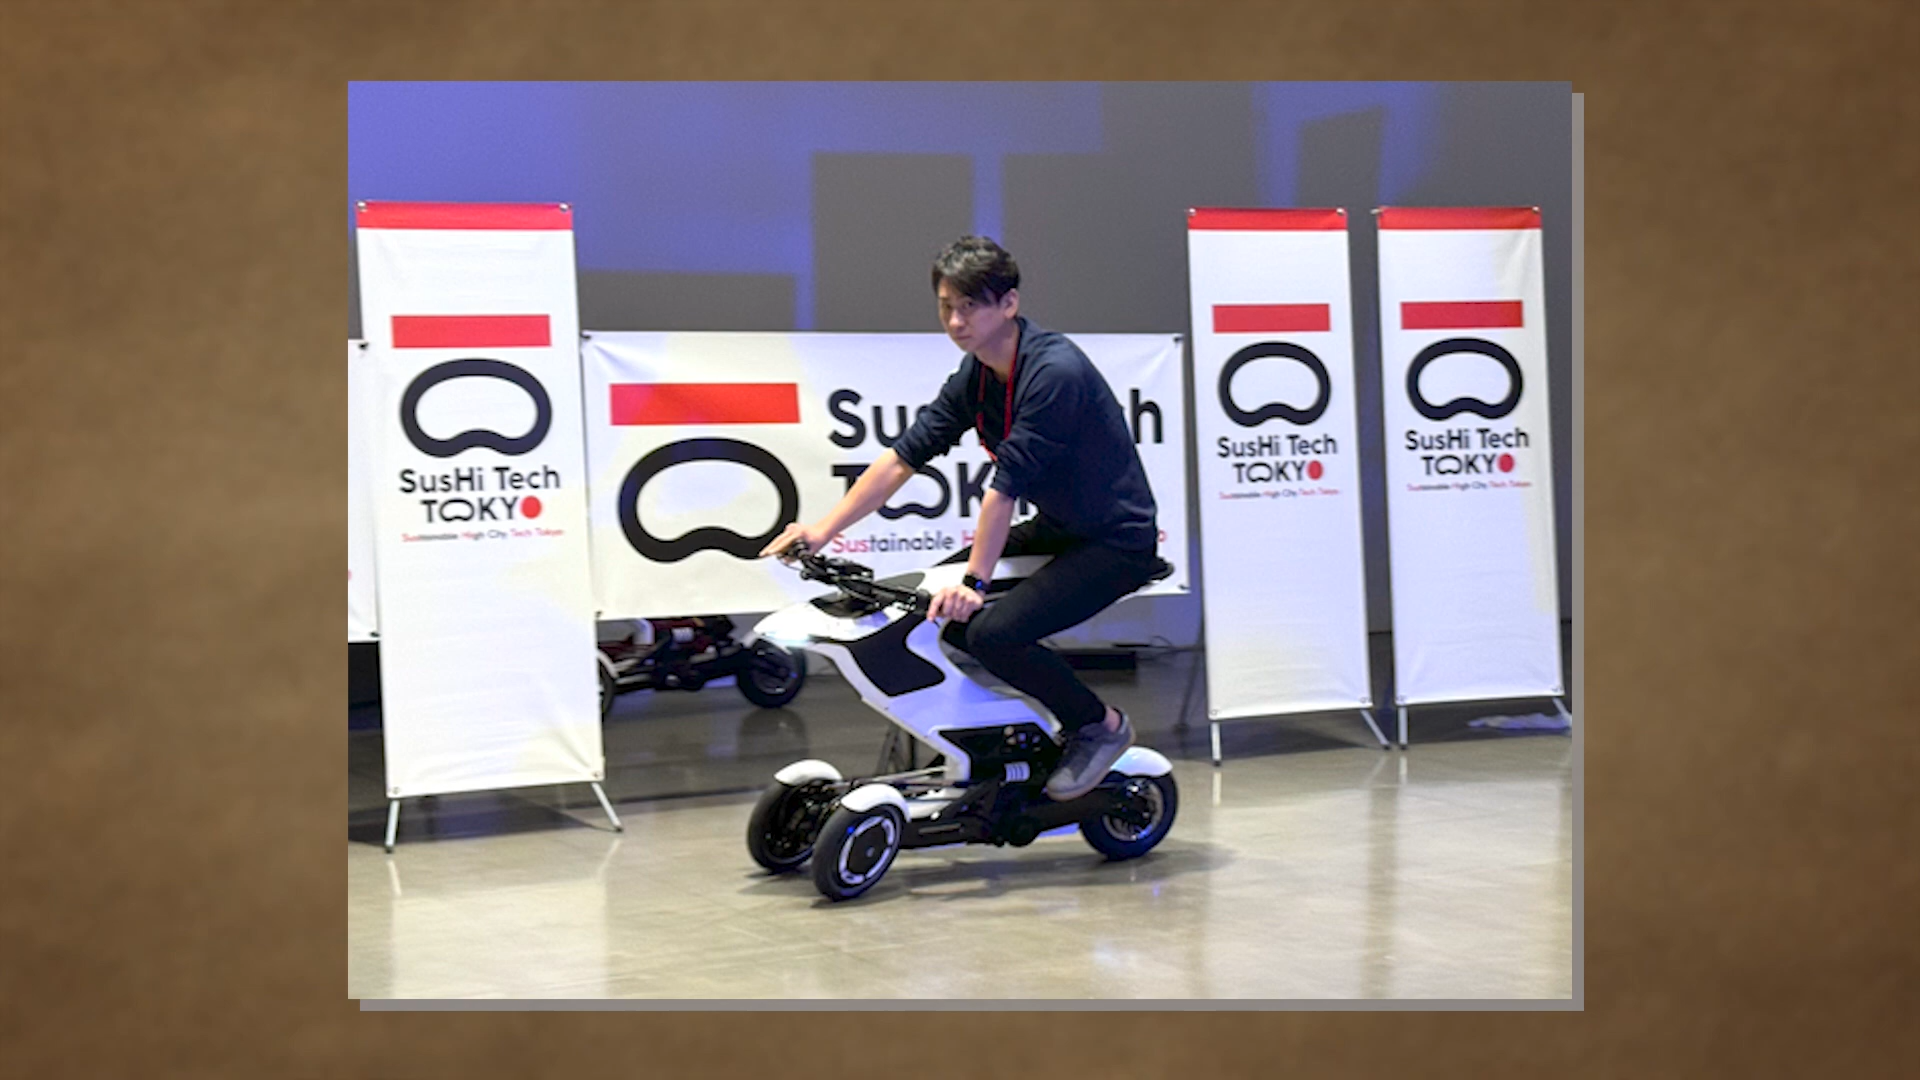 SusHi Tech
TOKYO
Sustainable High City Tech Tokyo
Sus
h
TOK
Sustainable H
SusHi Tech
TOKYO
Sustainable High City Tech Tokyo
SusHi Tech
TOKYO
Sustainable High City Tech Tokyo